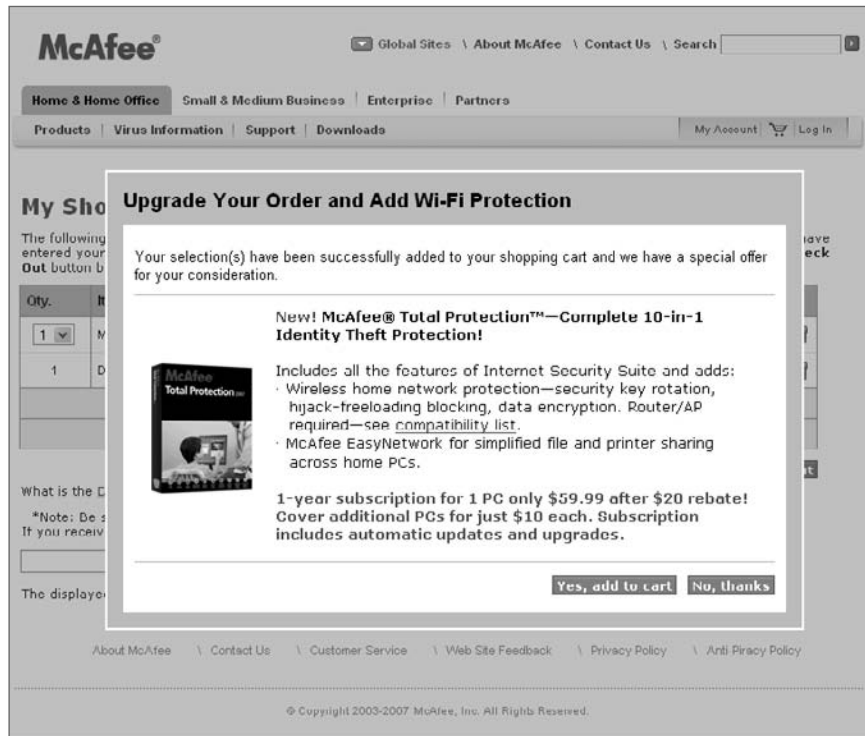 McAfee®
Global Sites \ About McAfee \ Contact Us \ Search
Home & Home Office Small & Medium Business | Enterprise | Partners
Products | Virus Information | Support | Downloads
My Account | Log In
My Sho
The following
have
entered your
eck
Out button b
Upgrade Your Order and Add Wi-Fi Protection
Your selection(s) have been successfully added to your shopping cart and we have a special offer
for your consideration.
Qty.
1 M
1 D
New! McAfee® Total Protection™—Complete 10-in-1
Identity Theft Protection!
McAfee
Total Protection
Includes all the features of Internet Security Suite and adds:
· Wireless home network protection—security key rotation,
hijack-freeloading blocking, data encryption. Router/AP
required—see compatibility list.
· McAfee EasyNetwork for simplified file and printer sharing
across home PCs.
1-year subscription for 1 PC only $59.99 after $20 rebate!
Cover additional PCs for just $10 each. Subscription
includes automatic updates and upgrades.
Yes, add to cart No, thanks
What is the
*Note: Be
If you receiv
The displaye
About McAfee \ Contact Us \ Customer Service \ Web Site Feedback \ Privacy Policy \ Anti-Piracy Policy
© Copyright 2003-2007 McAfee, Inc. All Rights Reserved.